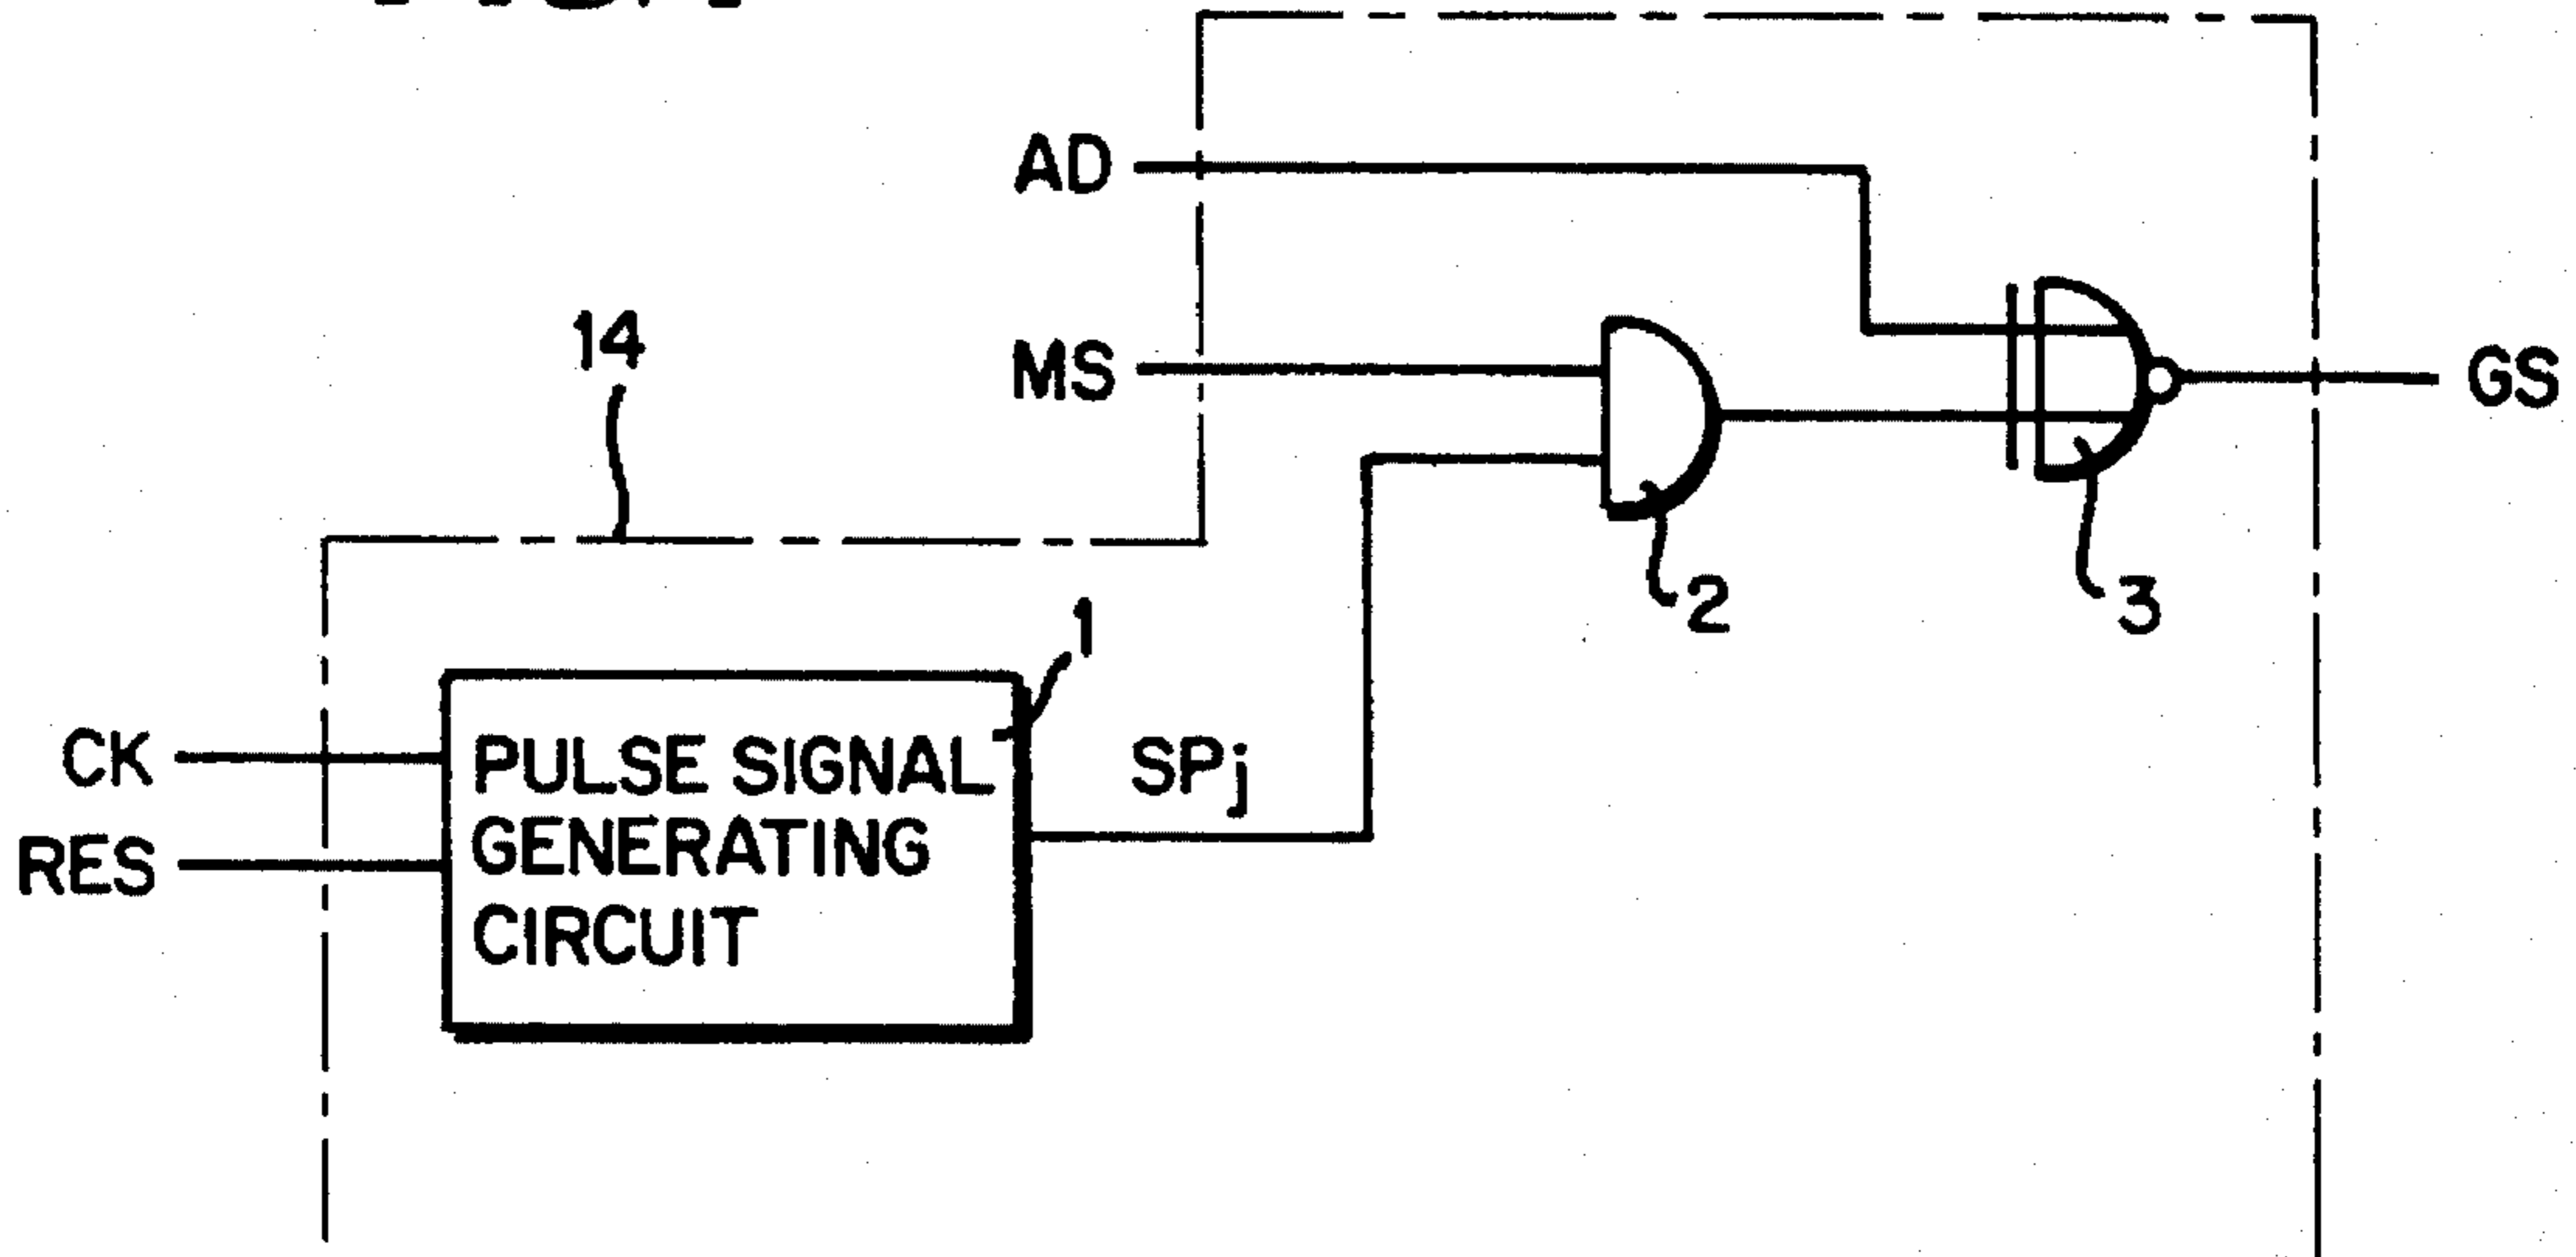 AD
14
MS
GS
2
3
1
CK
PULSE SIGNAL
SPj
GENERATING
RES
CIRCUIT